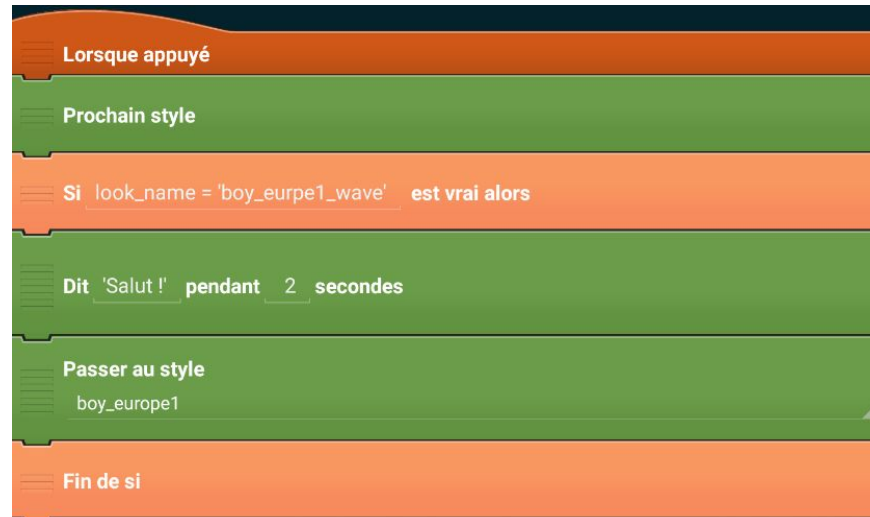 Lorsque appuyé
Prochain style
Si look_name = 'boy_eurpe1_wave' est vrai alors
Dit 'Salut !' pendant 2 secondes
Passer au style
boy_europe1
Fin de si